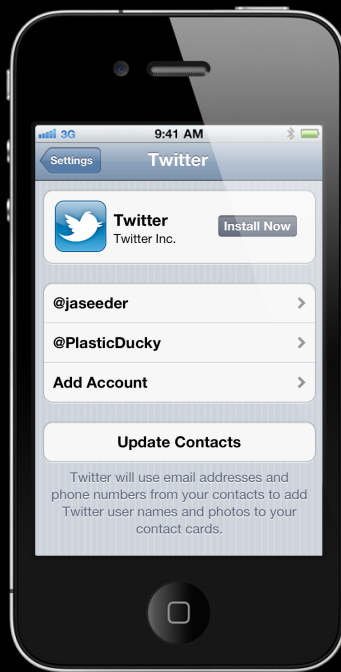 3G 9:41 AM
Settings Twitter
Twitter Install Now
Twitter Inc.
@jaseeder
@PlasticDucky
Add Account
Update Contacts
Twitter will use email addresses and
phone numbers from your contacts to add
Twitter user names and photos to your
contact cards.